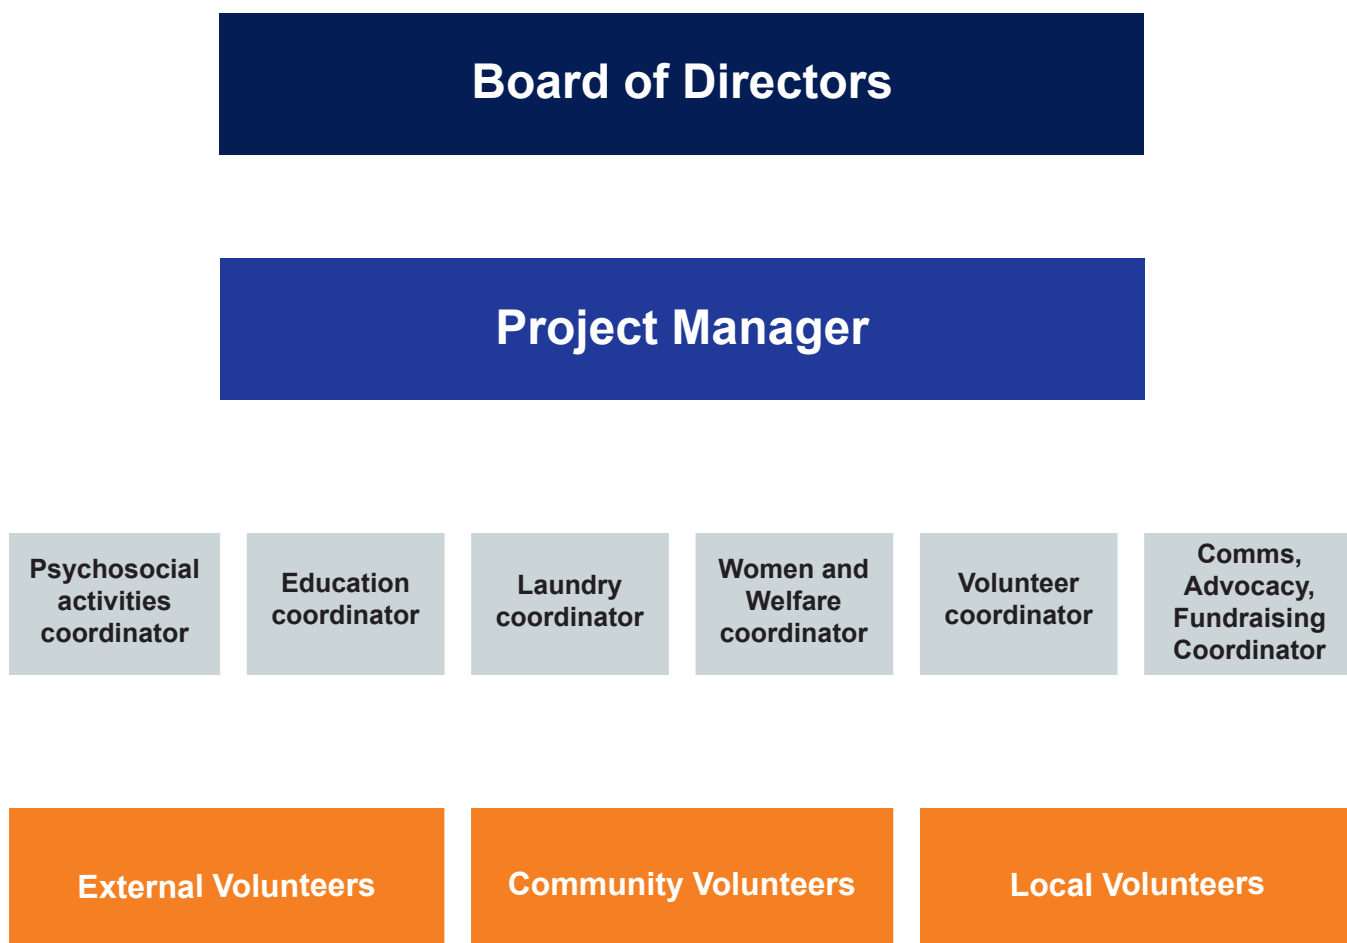 Board of Directors
Project Manager
Psychosocial
activities
coordinator
Education
coordinator
Laundry
coordinator
Women and
Welfare
coordinator
Volunteer
coordinator
Comms,
Advocacy,
Fundraising
Coordinator
External Volunteers
Community Volunteers
Local Volunteers